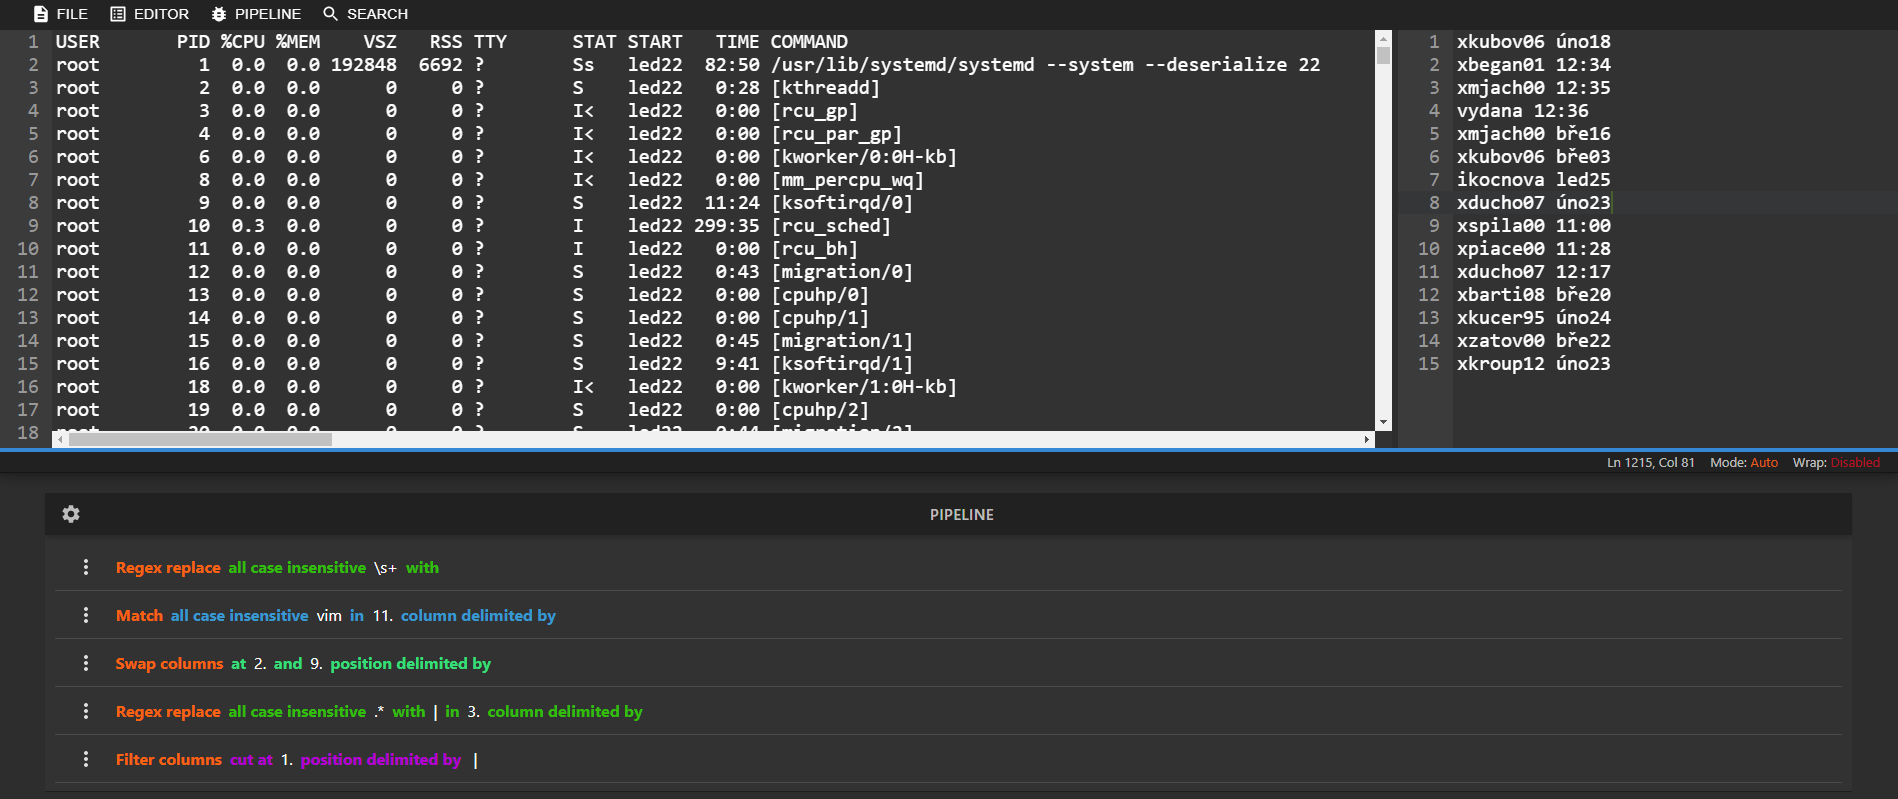 FILE EDITOR PIPELINE SEARCH
1 USER PID %CPU %MEM VSZ RSS TTY STAT START TIME COMMAND
2 root 1 0.0 0.0 192848 6692 ? Ss led22 82:50 /usr/lib/systemd/systemd --system --deserialize 22
3 root 2 0.0 0.0 0 0 ? S led22 0:28 [kthreadd]
4 root 3 0.0 0.0 0 0 ? I< led22 0:00 [rcu_gp]
5 root 4 0.0 0.0 0 0 ? I< led22 0:00 [rcu_par_gp]
6 root 6 0.0 0.0 0 0 ? I< led22 0:00 [kworker/0:0H-kb]
7 root 8 0.0 0.0 0 0 ? I< led22 0:00 [mm_percpu_wq]
8 root 9 0.0 0.0 0 0 ? S led22 11:24 [ksoftirqd/0]
9 root 10 0.3 0.0 0 0 ? I led22 299:35 [rcu_sched]
10 root 11 0.0 0.0 0 0 ? I led22 0:00 [rcu_bh]
11 root 12 0.0 0.0 0 0 ? S led22 0:43 [migration/0]
12 root 13 0.0 0.0 0 0 ? S led22 0:00 [cpuhp/0]
13 root 14 0.0 0.0 0 0 ? S led22 0:00 [cpuhp/1]
14 root 15 0.0 0.0 0 0 ? S led22 0:45 [migration/1]
15 root 16 0.0 0.0 0 0 ? S led22 9:41 [ksoftirqd/1]
16 root 18 0.0 0.0 0 0 ? I< led22 0:00 [kworker/1:0H-kb]
17 root 19 0.0 0.0 0 0 ? S led22 0:00 [cpuhp/2]
18
1 xkubov06 úno18
2 xbegan01 12:34
3 xmjach00 12:35
4 vydana 12:36
5 xmjach00 bře16
6 xkubov06 bře03
7 ikocnova led25
8 xducho07 úno23
9 xspila00 11:00
10 xpiace00 11:28
11 xducho07 12:17
12 xbarti08 bře20
13 xkucer95 úno24
14 xzatov00 bře22
15 xkroup12 úno23
Ln 1215, Col 81 Mode: Auto Wrap: Disabled
PIPELINE
Regex replace all case insensitive \s+ with
Match all case insensitive vim in 11. column delimited by
Swap columns at 2. and 9. position delimited by
Regex replace all case insensitive .* with | in 3. column delimited by
Filter columns cut at 1. position delimited by |